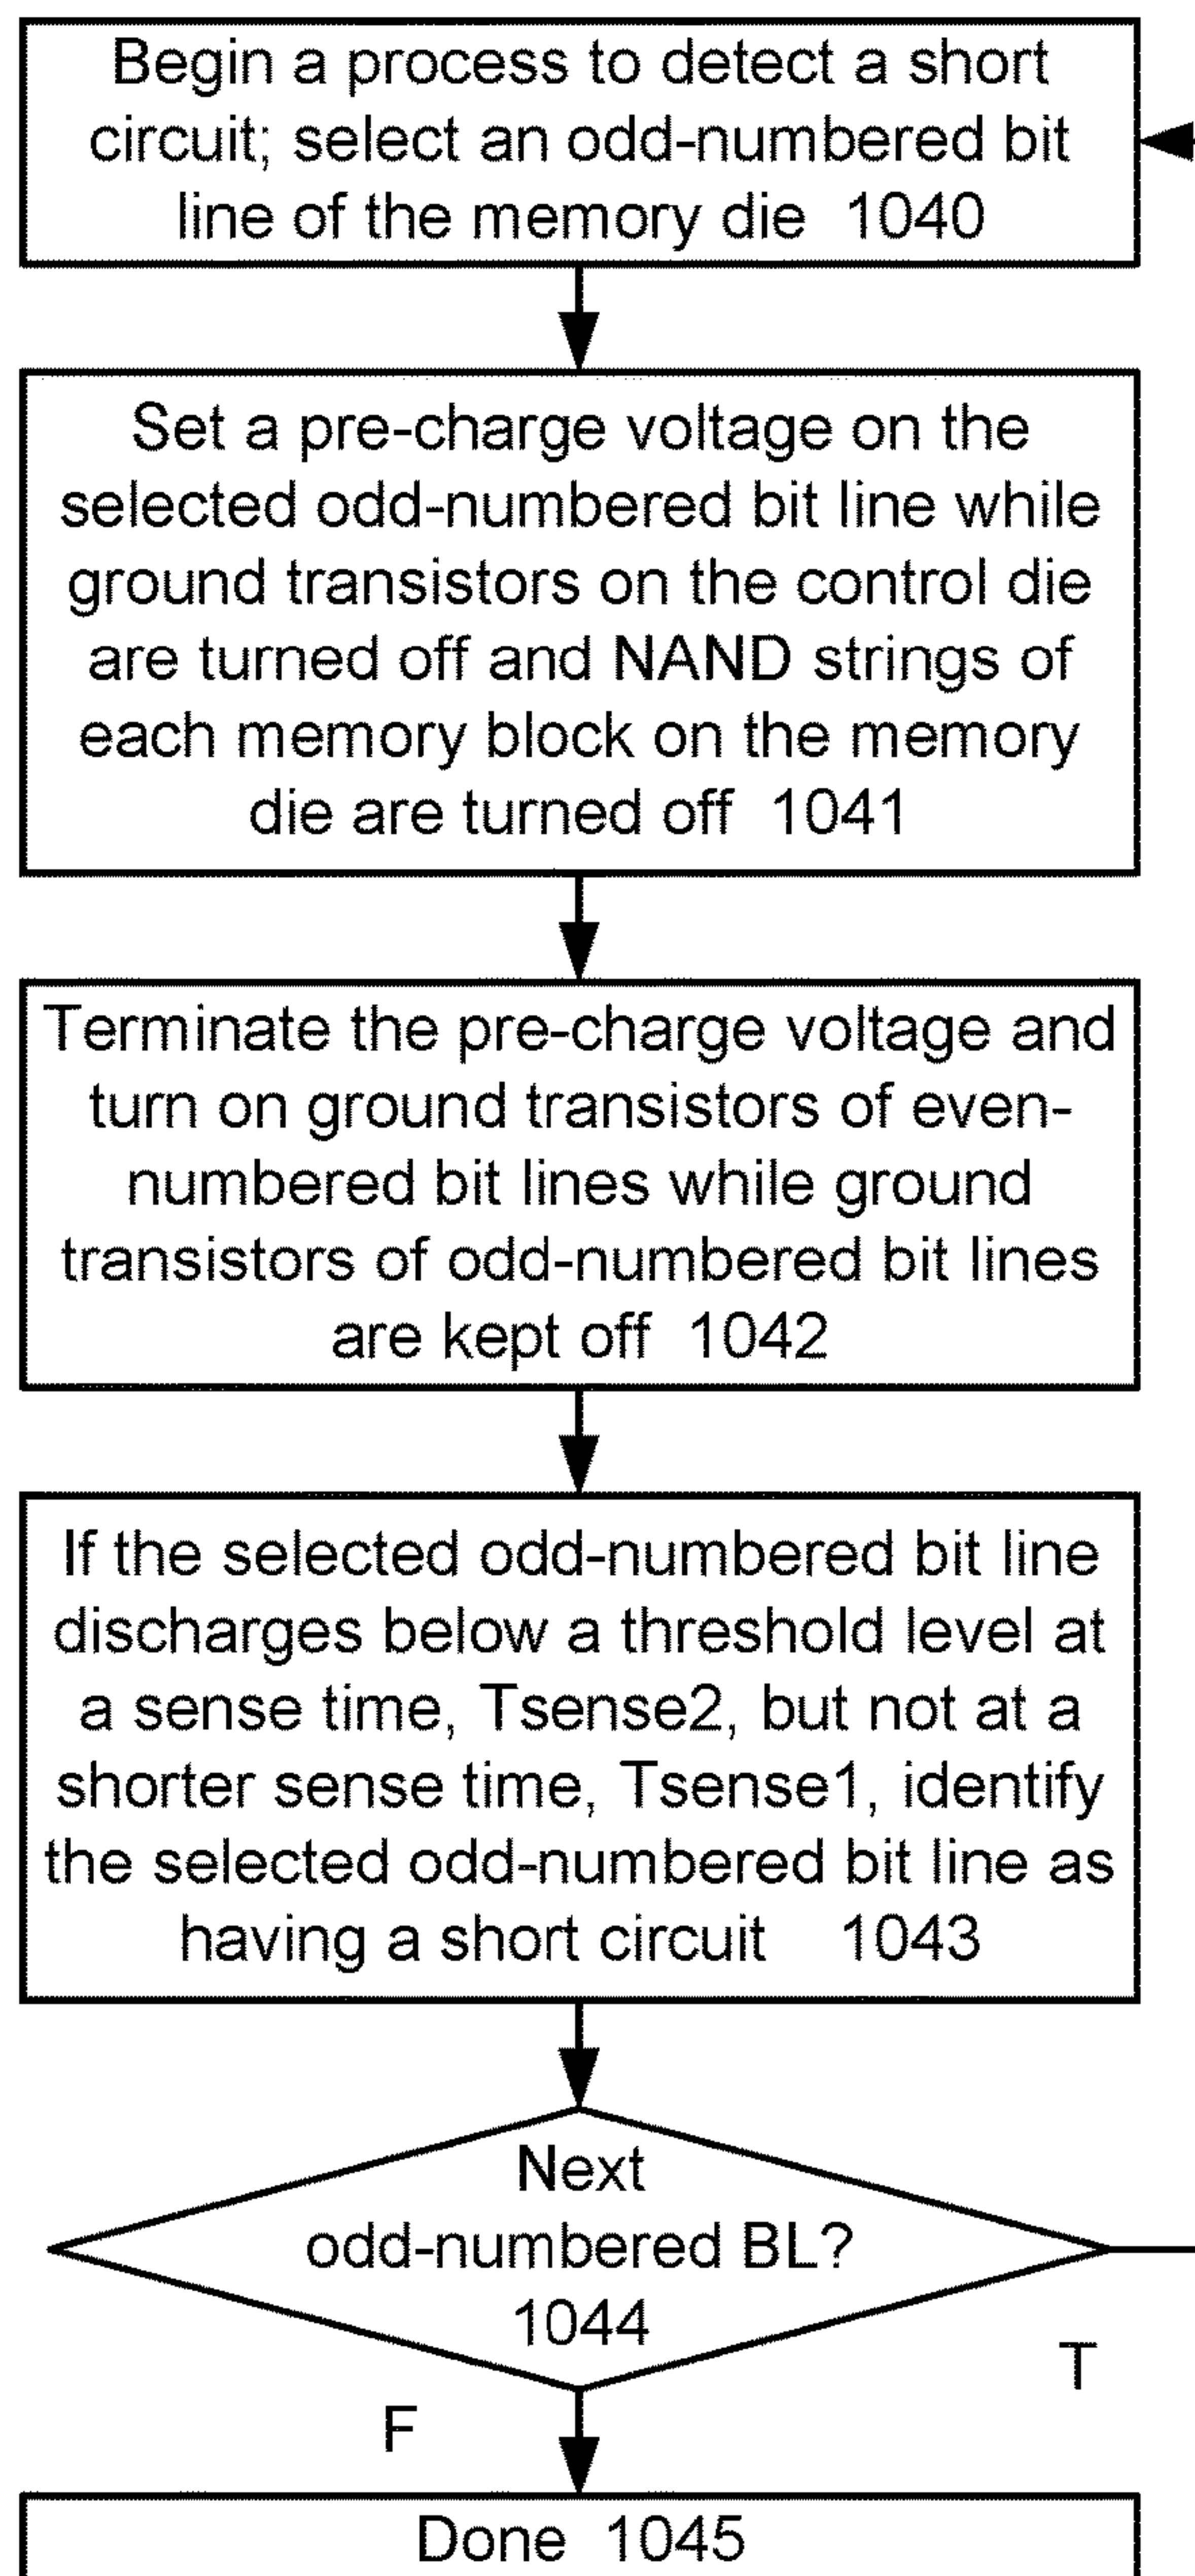 Begin a process to detect a short
circuit; select an odd-numbered bit
line of the memory die 1040
Set a pre-charge voltage on the
selected odd-numbered bit line while
ground transistors on the control die
are turned off and NAND strings of
each memory block on the memory
die are turned off 1041
Terminate the pre-charge voltage and
turn on ground transistors of even-
numbered bit lines while ground
transistors of odd-numbered bit lines
are kept off 1042
If the selected odd-numbered bit line
discharges below a threshold level at
a sense time, Tsense2, but not at a
shorter sense time, Tsense1, identify
the selected odd-numbered bit line as
having a short circuit 1043
Next
odd-numbered BL?
1044
T
F
Done 1045